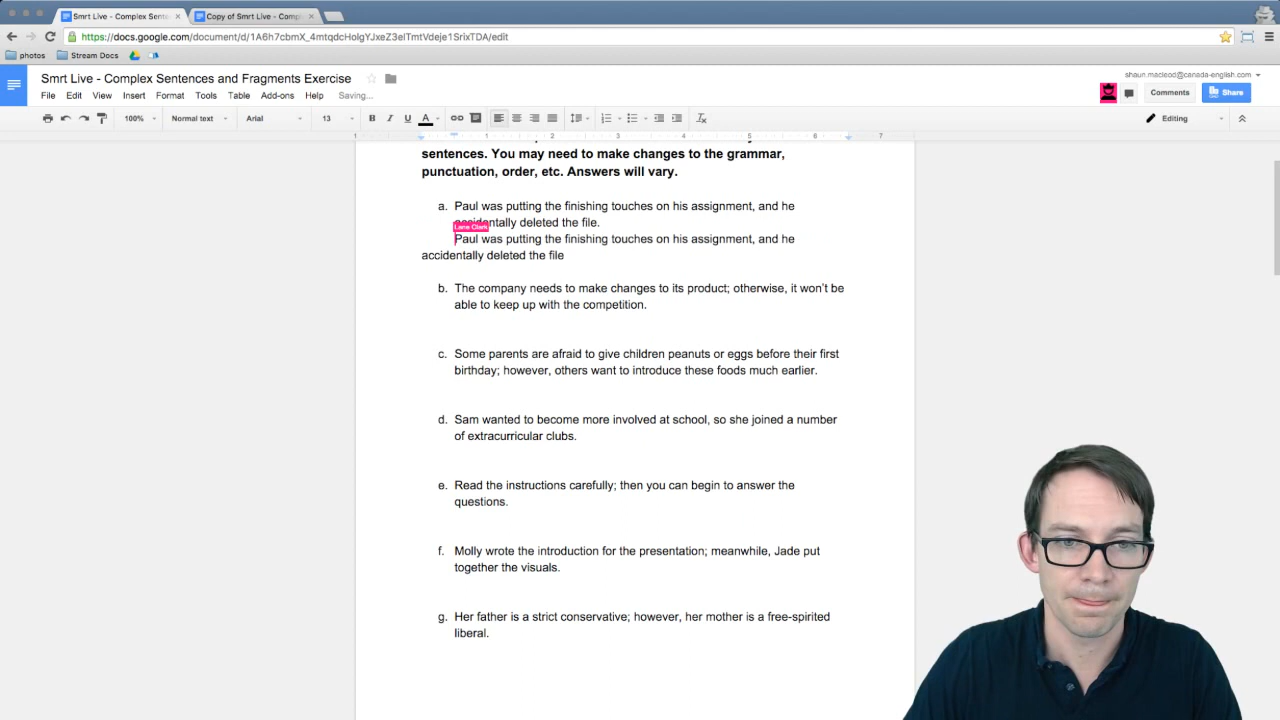 Smrt Live - Complex Sente
Copy of Smrt Live - Compl
https://docs.google.com/document/d/1A6h7cbmX_4mtqdcHolgYJxeZ3elTmtVdeje1SrixTDA/edit
photos
Stream Docs
Smrt Live - Complex Sentences and Fragments Exercise
shaun.macleod@canada-english.com
File Edit View Insert Format Tools Table Add-ons Help Saving...
Comments
Share
100%
Normal text
Arial
13
B I U A
Editing
1 1 2 3 4 5 6 7
sentences. You may need to make changes to the grammar,
punctuation, order, etc. Answers will vary.
a. Paul was putting the finishing touches on his assignment, and he
accidentally deleted the file.
Lane Clark
Paul was putting the finishing touches on his assignment, and he
accidentally deleted the file
b. The company needs to make changes to its product; otherwise, it won't be
able to keep up with the competition.
c. Some parents are afraid to give children peanuts or eggs before their first
birthday; however, others want to introduce these foods much earlier.
d. Sam wanted to become more involved at school, so she joined a number
of extracurricular clubs.
e. Read the instructions carefully; then you can begin to answer the
questions.
f. Molly wrote the introduction for the presentation; meanwhile, Jade put
together the visuals.
g. Her father is a strict conservative; however, her mother is a free-spirited
liberal.